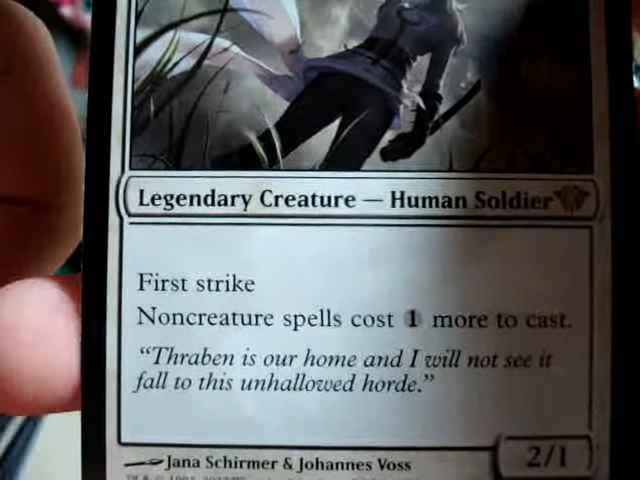 Legendary Creature — Human Soldier
First strike
Noncreature spells cost 1 more to cast.
“Thraben is our home and I will not see it
fall to this unhallowed horde.”
2/1
Jana Schirmer & Johannes Voss